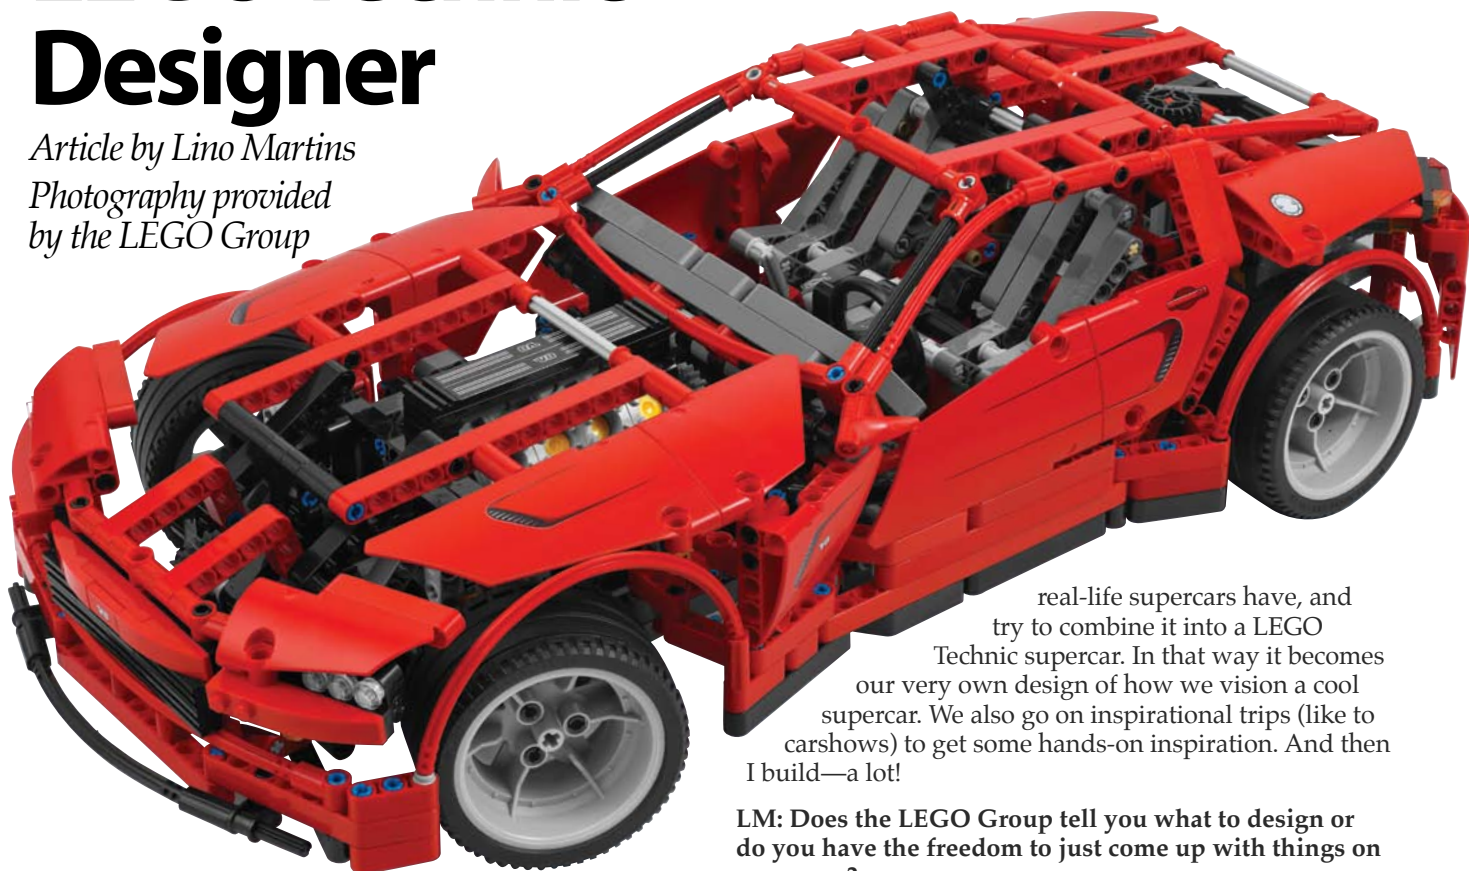 Designer
Article by Lino Martins
Photography provided
by the LEGO Group
real-life supercars have, and
try to combine it into a LEGO
Technic supercar. In that way it becomes
our very own design of how we vision a cool
supercar. We also go on inspirational trips (like to
carshows) to get some hands-on inspiration. And then
I build—a lot!
LM: Does the LEGO Group tell you what to design or
do you have the freedom to just come up with things on